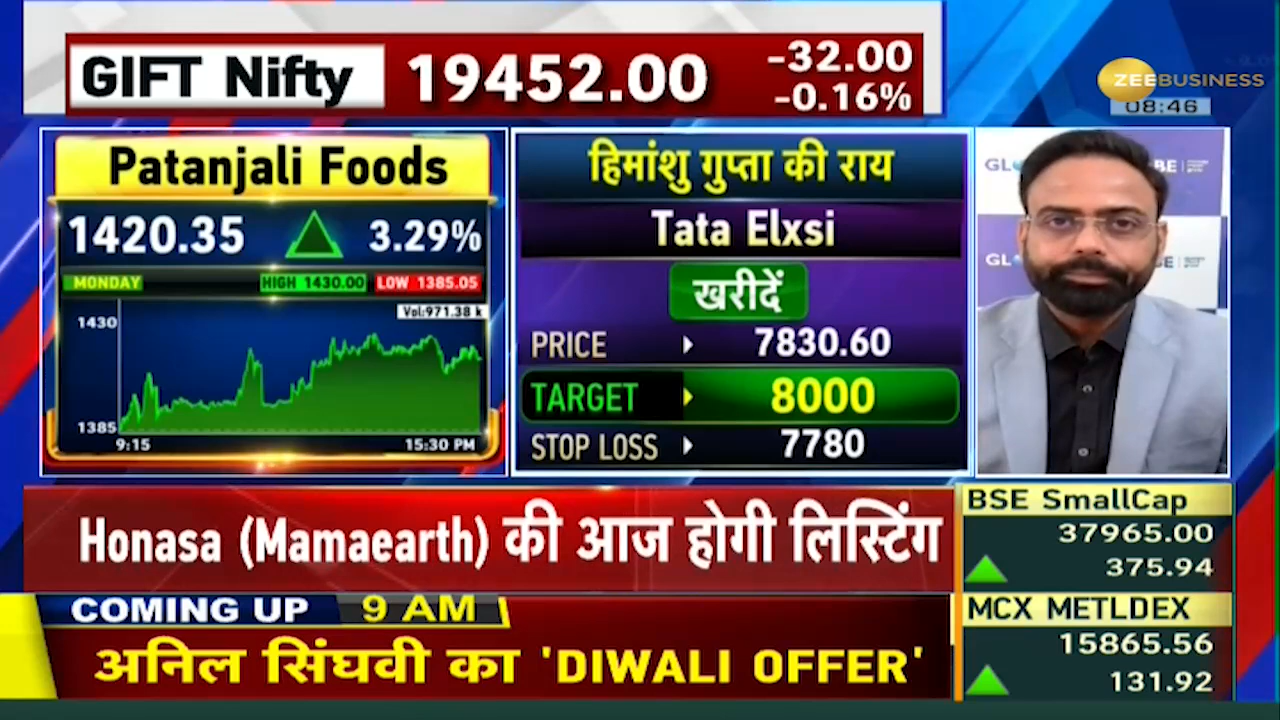 GIFT Nifty
19452.00
-32.00
-0.16%
ZEEBUSINESS
08:46
Patanjali Foods
1420.35 3.29%
MONDAY HIGH 1430.00 LOW 1385.05
Vol:971.38 k
1430
1385
9:15 15:30 PM
हिमांशु गुप्ता की राय
Tata Elxsi
खरीदें
PRICE 7830.60
TARGET 8000
STOP LOSS 7780
Honasa (Mamaearth) की आज होगी लिस्टिंग
COMING UP 9 AM
अनिल सिंघवी का 'DIWALI OFFER'
BSE SmallCap
37965.00
375.94
MCX METLDEX
15865.56
131.92